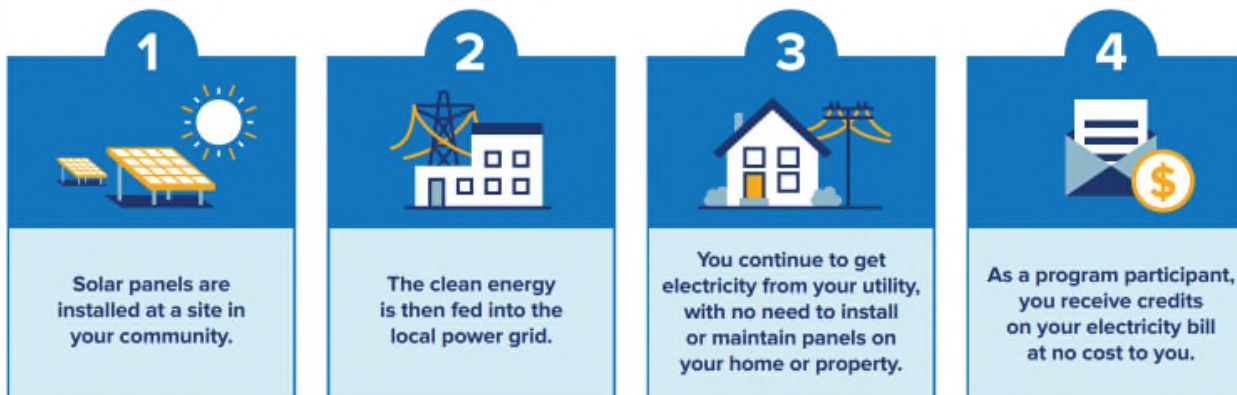 1
Solar panels are
installed at a site in
your community.
2
The clean energy
is then fed into the
local power grid.
3
You continue to get
electricity from your utility,
with no need to install
or maintain panels on
your home or property.
4
$
As a program participant,
you receive credits
on your electricity bill
at no cost to you.